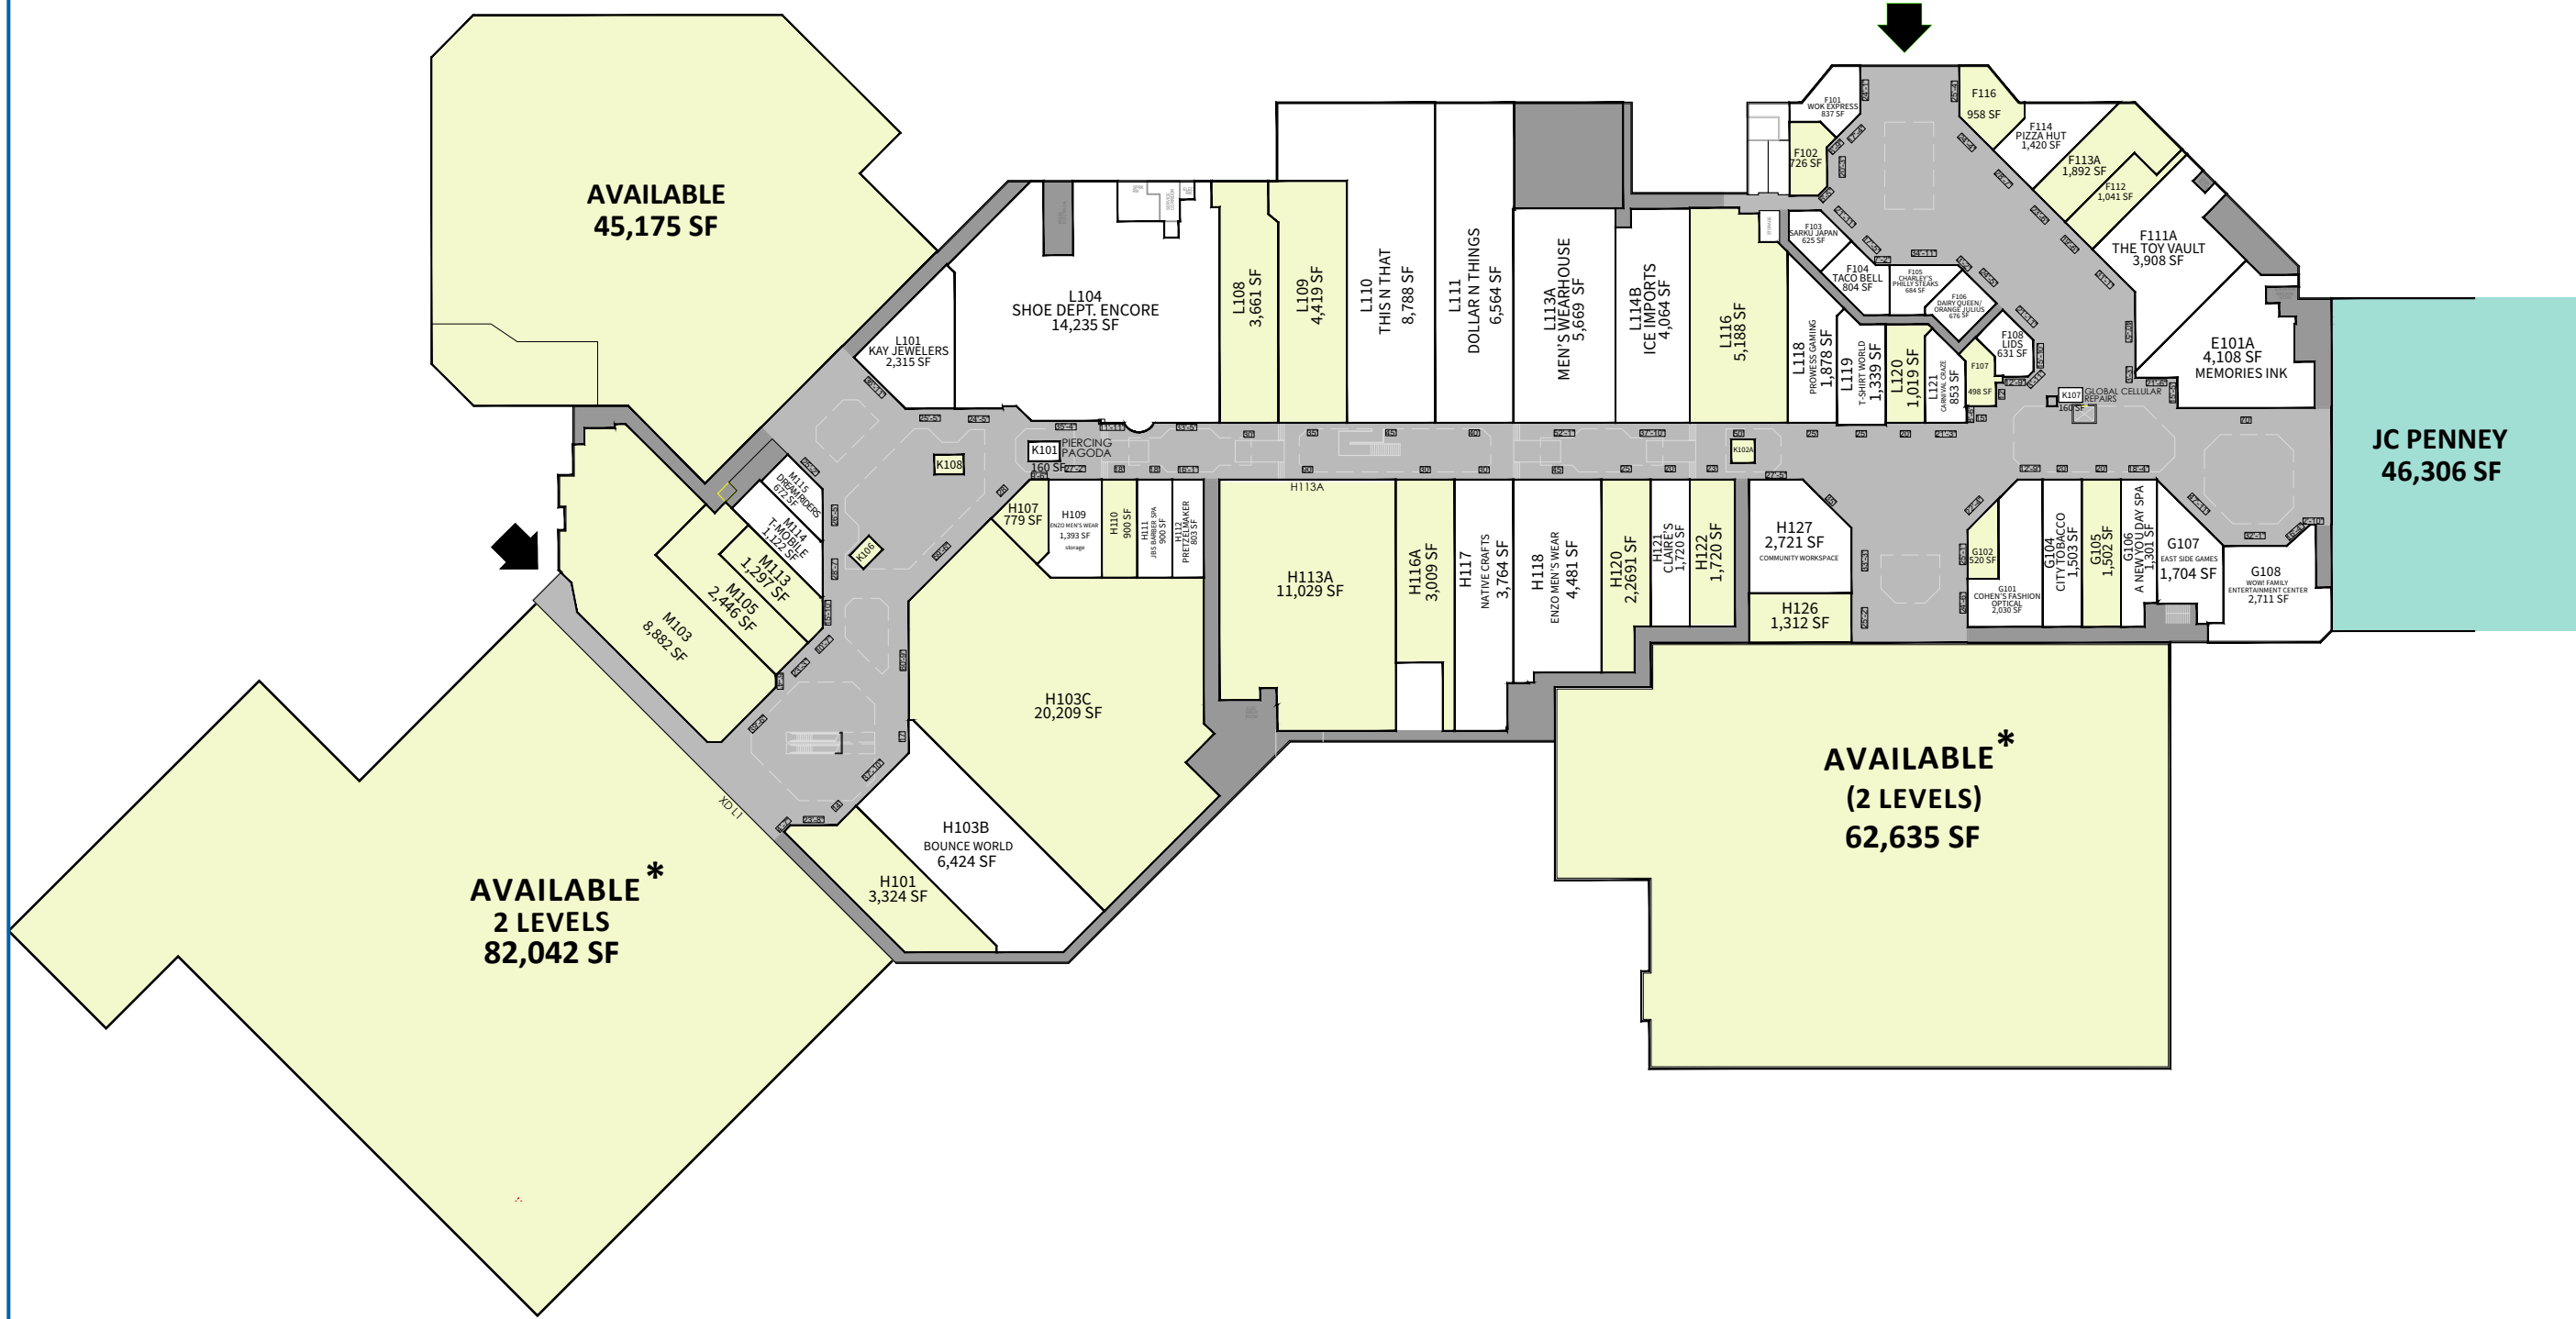 AVAILABLE
45,175 SF
L101
KAY JEWELERS
2,315 SF
L104
SHOE DEPT. ENCORE
14,235 SF
L108
3,661 SF
L109
4,419 SF
L110
THIS N THAT
8,788 SF
L111
DOLLAR N THINGS
6,564 SF
L113A
MEN'S WEARHOUSE
5,669 SF
L114B
ICE IMPORTS
4,064 SF
L116
5,188 SF
L118
PROWESS GAMING
1,878 SF
L119
T-SHIRT WORLD
1,339 SF
L120
1,019 SF
L121
CARNIVAL CRAZE
853 SF
F101
WOK EXPRESS
837 SF
F102
726 SF
F103
SARKU JAPAN
625 SF
F104
TACO BELL
804 SF
F105
CHARLEY'S
PHILLY STEAKS
684 SF
F106
DAIRY QUEEN/
ORANGE JULIUS
676 SF
F107
498 SF
F108
LIDS
631 SF
F116
958 SF
F114
PIZZA HUT
1,420 SF
F113A
1,892 SF
F112
1,041 SF
F111A
THE TOY VAULT
3,908 SF
E101A
4,108 SF
MEMORIES INK
K107
GLOBAL CELLULAR
REPAIRS
160 SF
JC PENNEY
46,306 SF
K108
K101
PIERCING
PAGODA
160 SF
K102A
K106
M115
DREAM RIDERS
672 SF
M114
T-MOBILE
1,122 SF
M113
1,297 SF
M105
2,446 SF
M103
8,882 SF
H107
779 SF
H109
ENZO MEN'S WEAR
1,393 SF
storage
H110
900 SF
H111
JBS BARBER SPA
900 SF
H112
PRETZELMAKER
803 SF
H113A
H113A
11,029 SF
H116A
3,009 SF
H117
NATIVE CRAFTS
3,764 SF
H118
ENZO MEN'S WEAR
4,481 SF
H120
2,2691 SF
H121
CLAIRE'S
1,720 SF
H122
1,720 SF
H127
2,721 SF
COMMUNITY WORKSPACE
H126
1,312 SF
G102
520 SF
G101
COHEN'S FASHION
OPTICAL
2,030 SF
G104
CITY TOBACCO
1,503 SF
G105
1,502 SF
G106
A NEW YOU DAY SPA
1,301 SF
G107
EAST SIDE GAMES
1,704 SF
G108
WOW! FAMILY
ENTERTAINMENT CENTER
2,711 SF
H103C
20,209 SF
H103B
BOUNCE WORLD
6,424 SF
H101
3,324 SF
XD L1
AVAILABLE*
2 LEVELS
82,042 SF
AVAILABLE*
(2 LEVELS)
62,635 SF